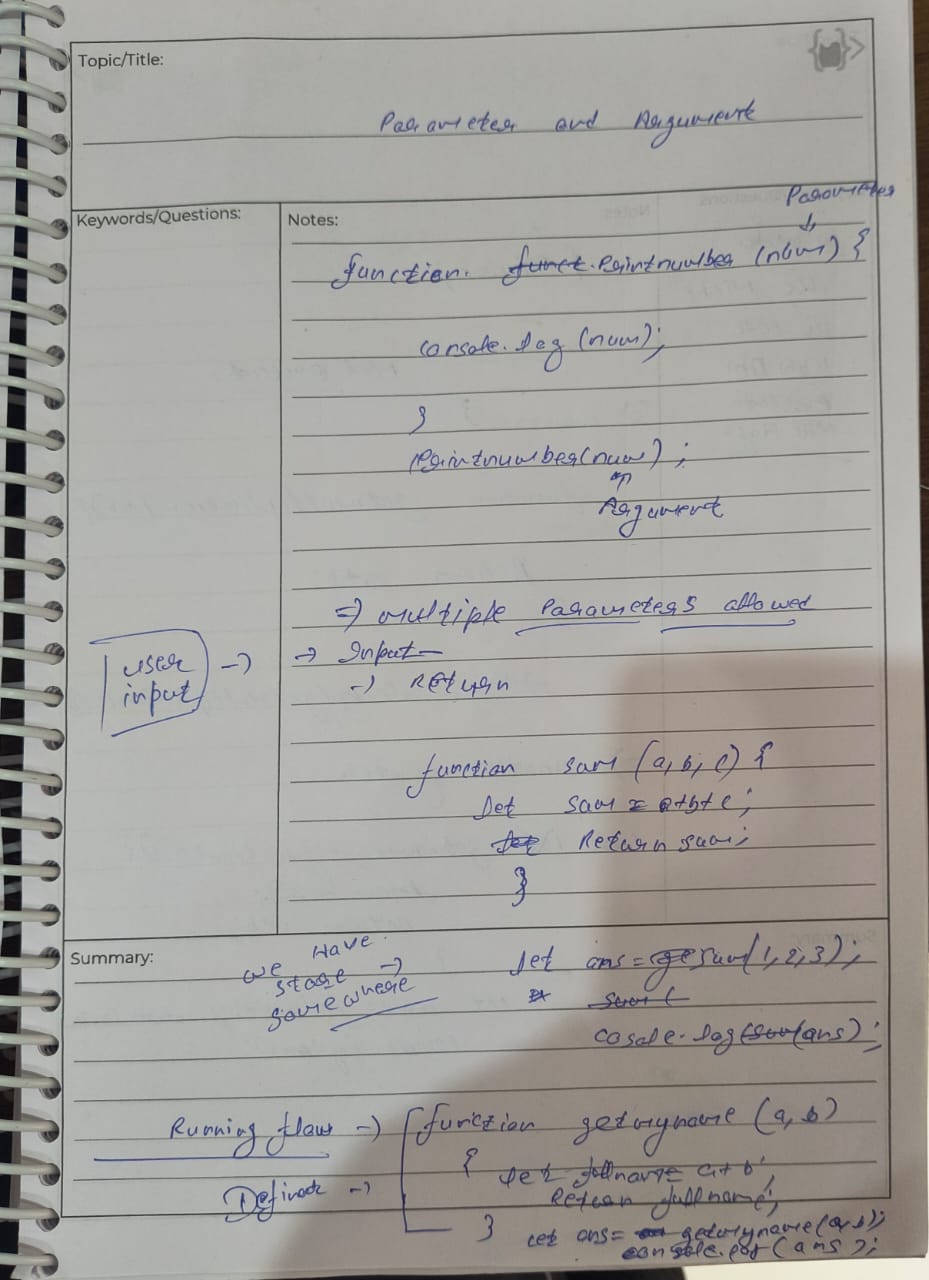 Topic/Title:
Parameter and Argument
Keywords/Questions:
Notes:
Parameter
↓
function. funct. Printnumber (num) {
console.log (num);
}
Printnumber(num) ;
↑
Argument
⇒ multiple Parameters allowed
user input →
→ Input —
→ Return
function sum (a, b, c) {
let sum = a+b+c;
let Return sum;
}
Summary:
we Have
store →
somewhere
let ans = sum(1,2,3);
sum (
cosole.log(sum(ans);
Running flow →
function getmyname (a, b)
Define →
{ let fullname = a+b;
Return fullname;
}
let ans = getmyname(a,b);
console.log (ans);